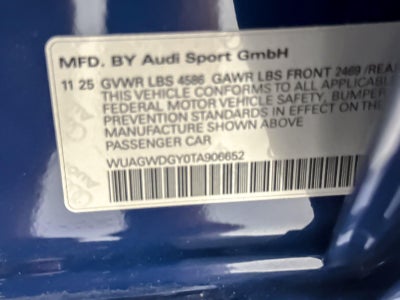 MFD. BY Audi Sport GmbH
11 25 GVWR LBS 4586 GAWR LBS FRONT 2469 /REAR
THIS VEHICLE CONFORMS TO ALL APPLICABLE
FEDERAL MOTOR VEHICLE SAFETY, BUMPER
PREVENTION STANDARDS IN EFFECT ON THE
MANUFACTURE SHOWN ABOVE
PASSENGER CAR
WUAGWDGY0TA906652